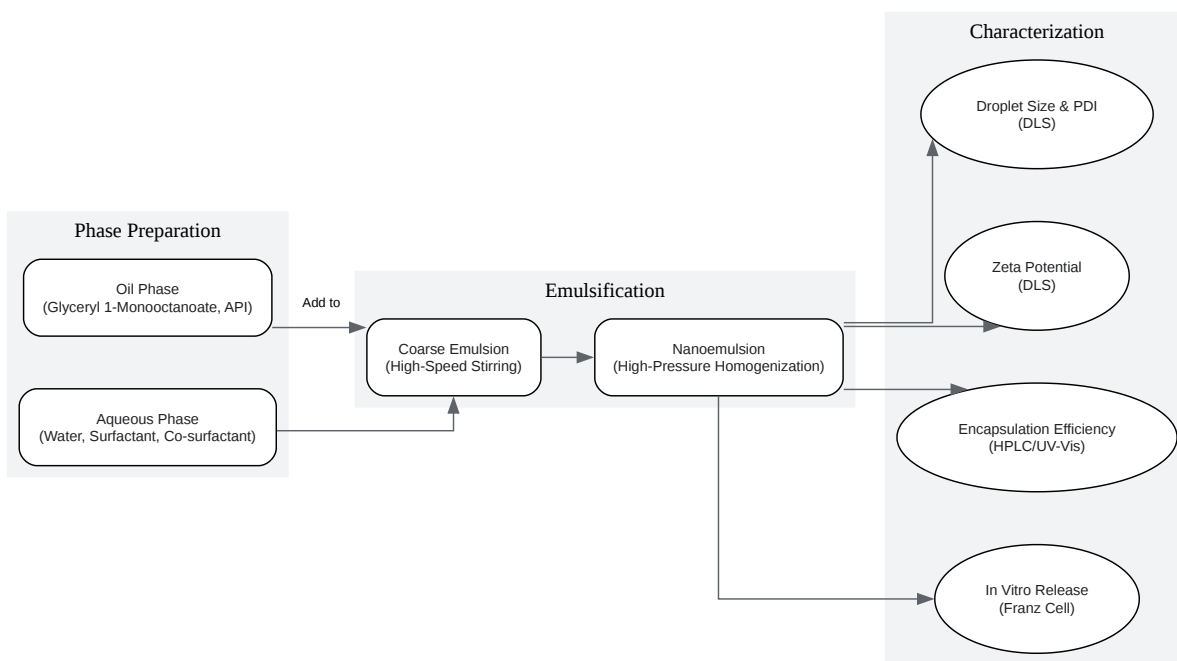 Phase Preparation
Oil Phase
(Glyceryl 1-Monooctanoate, API)
Aqueous Phase
(Water, Surfactant, Co-surfactant)
Add to
Emulsification
Coarse Emulsion
(High-Speed Stirring)
Nanoemulsion
(High-Pressure Homogenization)
Characterization
Droplet Size & PDI
(DLS)
Zeta Potential
(DLS)
Encapsulation Efficiency
(HPLC/UV-Vis)
In Vitro Release
(Franz Cell)